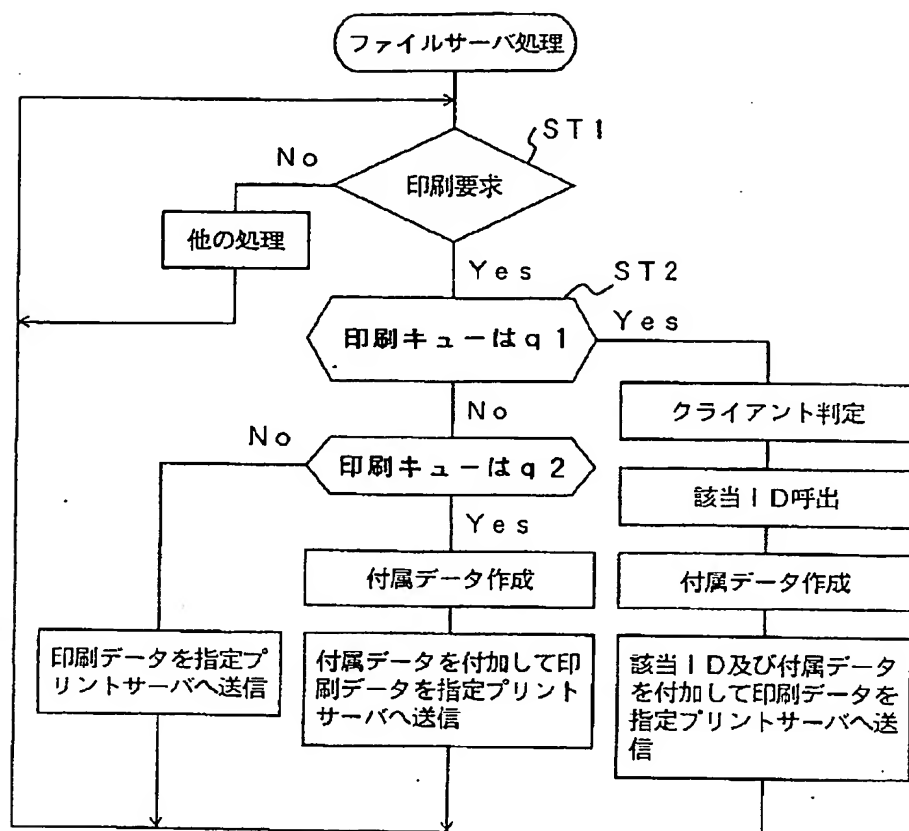 ファイルサーバ処理
ST1
No
印刷要求
他の処理
Yes
ST2
印刷キューはq1
Yes
No
クライアント判定
No
印刷キューはq2
該当ID呼出
Yes
付属データ作成
付属データ作成
印刷データを指定プ
リントサーバへ送信
付属データを付加して印
刷データを指定プリント
サーバへ送信
該当ID及び付属データ
を付加して印刷データを
指定プリントサーバへ送
信